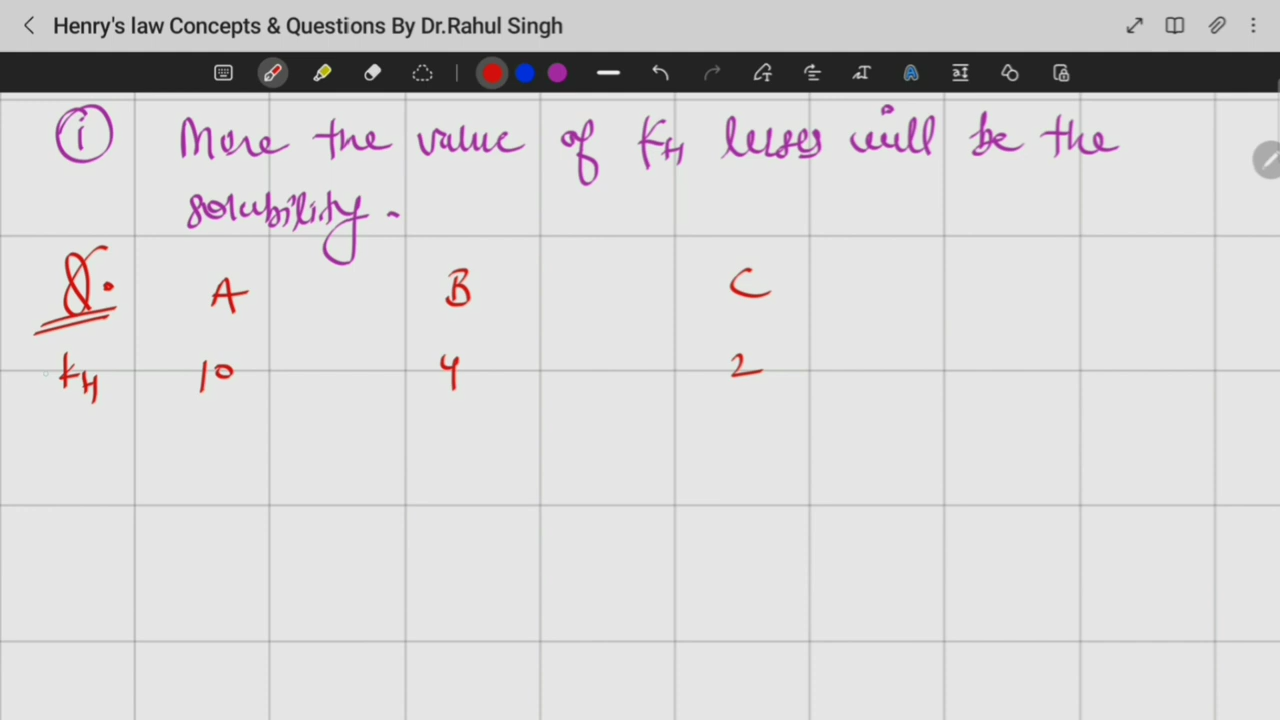 Henry's law Concepts & Questions By Dr.Rahul Singh
(i) More the value of KH lesser will be the
solubility.
Q. A B C
KH 10 4 2